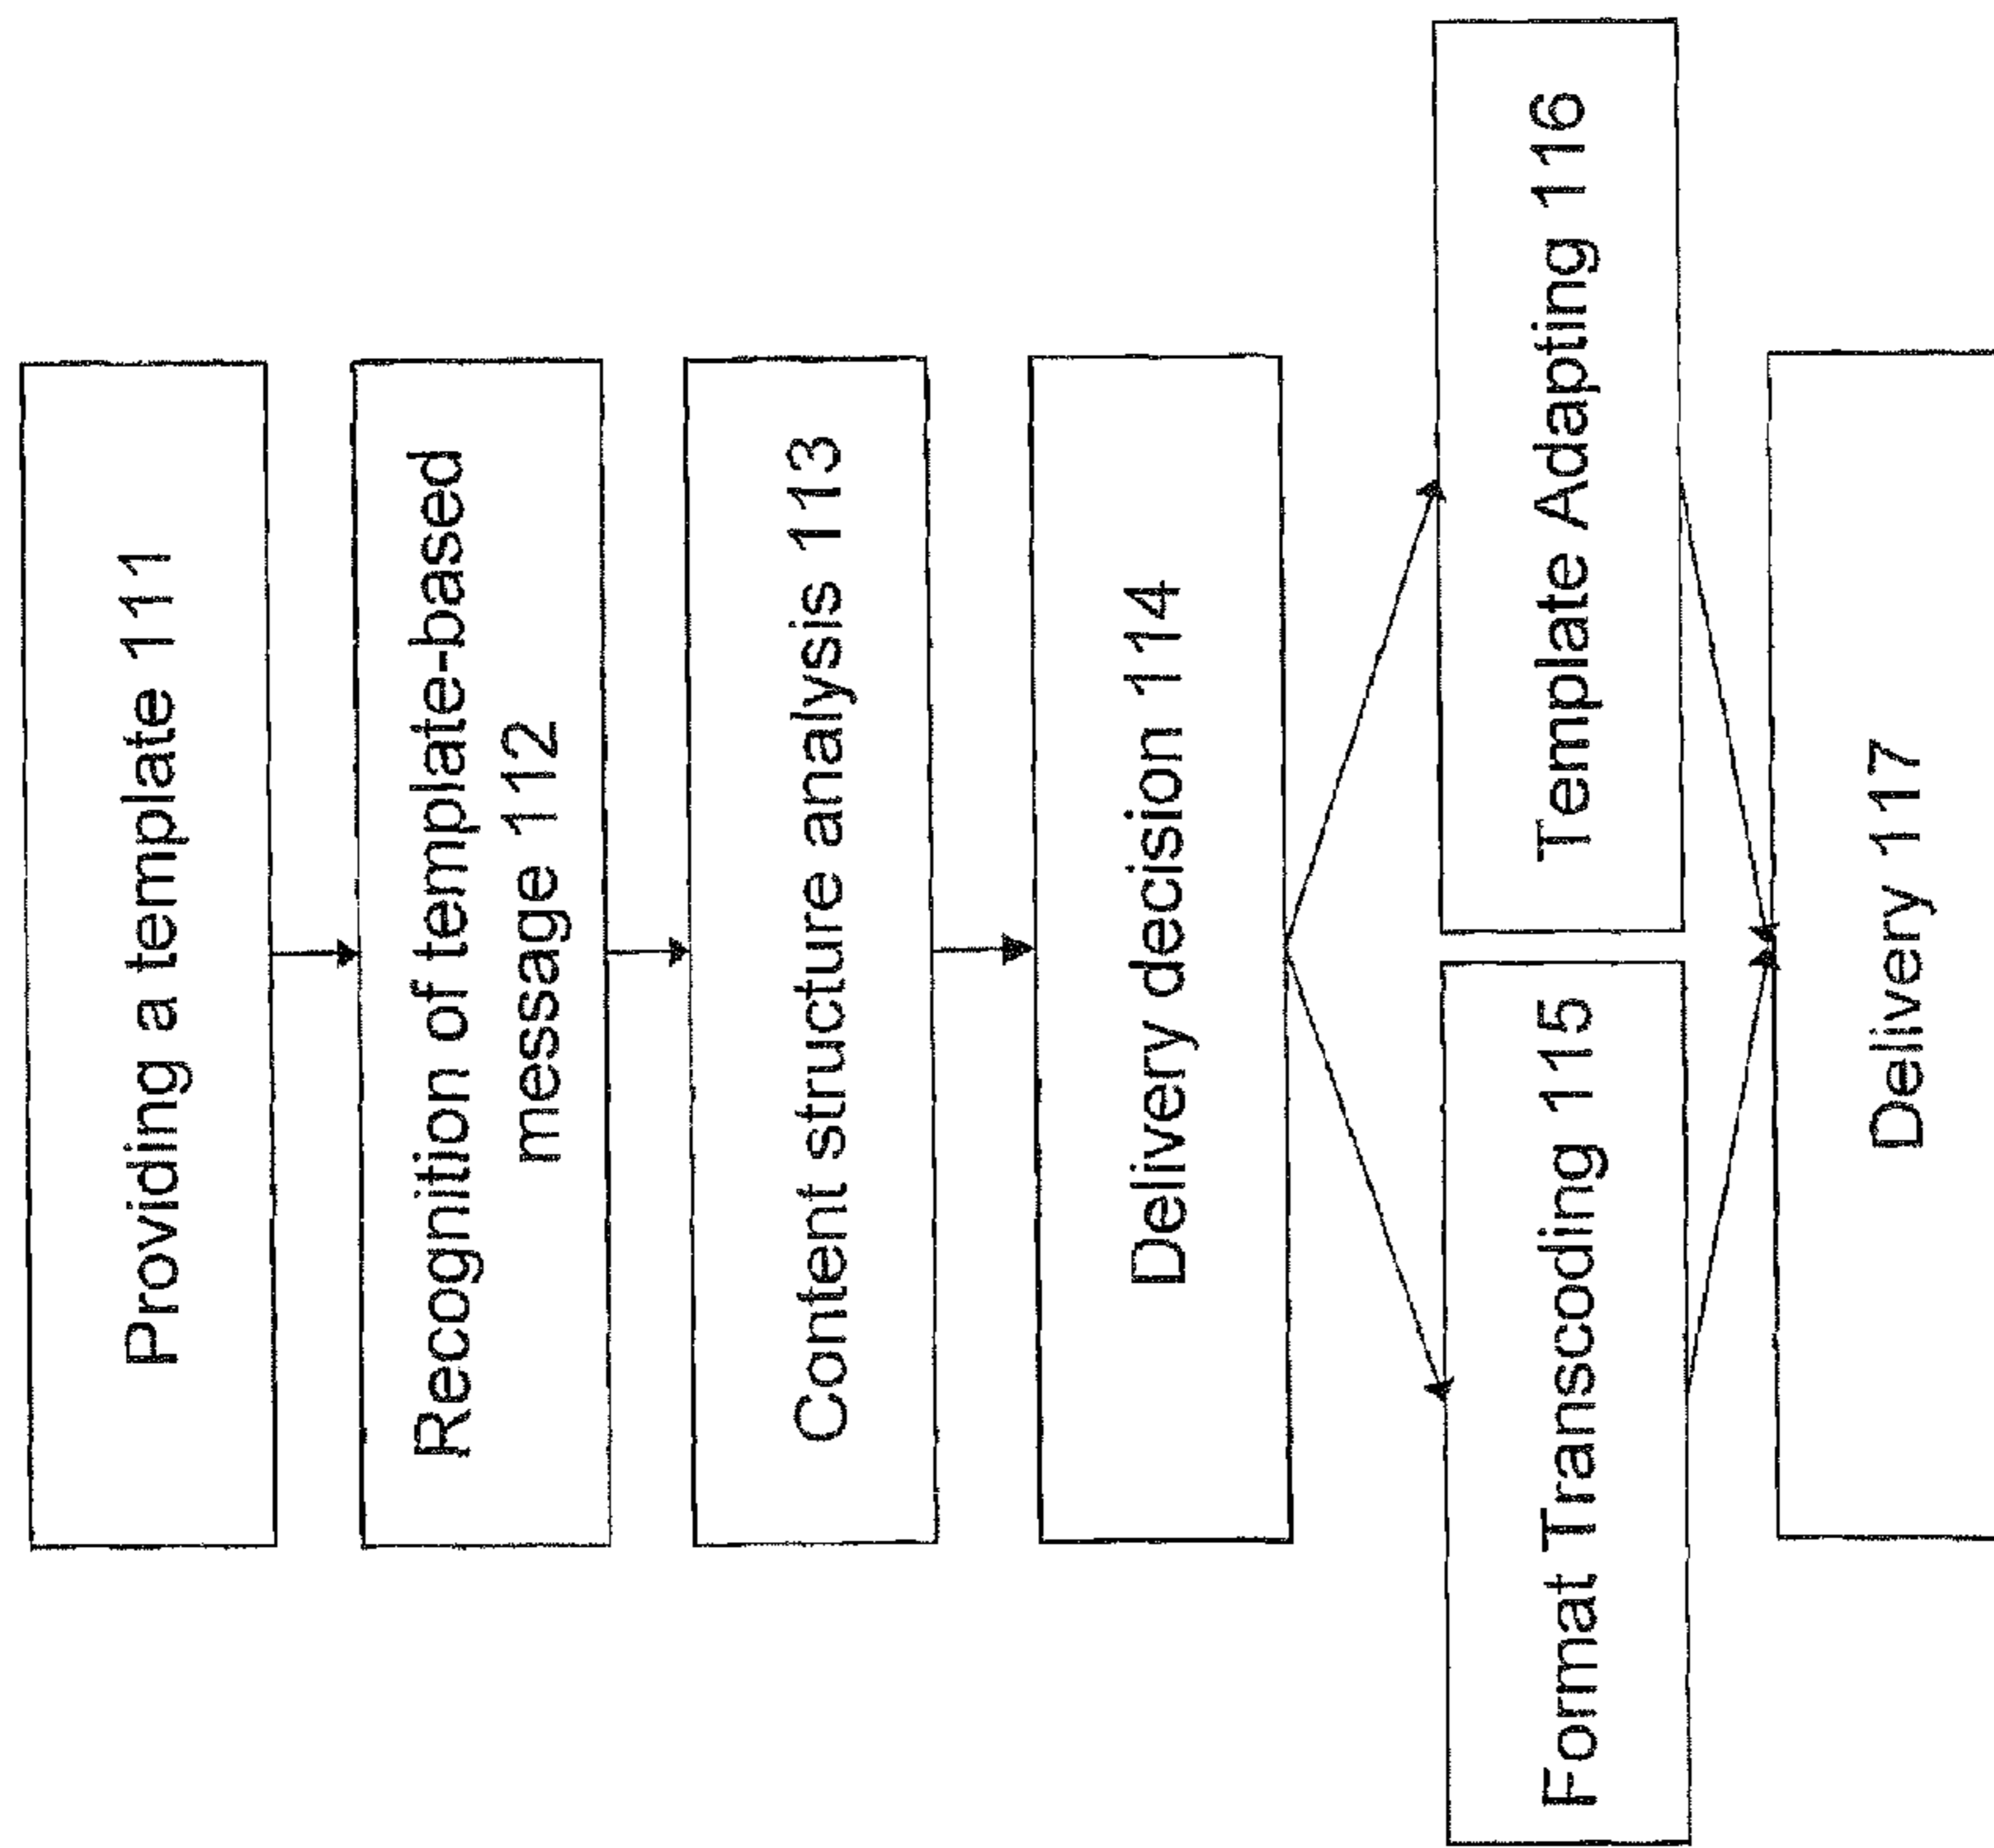 Providing a template 111
Recognition of template-based
message 112
Content structure analysis 113
Delivery decision 114
Format Transcoding 115
Template Adapting 116
Delivery 117